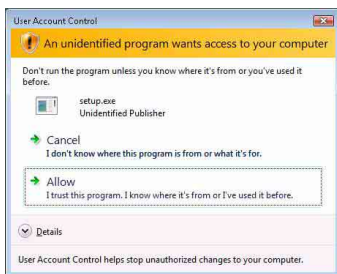 User Account Control
An unidentified program wants access to your computer
Don't run the program unless you know where it's from or you've used it
before.
setup.exe
Unidentified Publisher
Cancel
I don't know where this program is from or what it's for.
Allow
I trust this program. I know where it's from or I've used it before.
Details
User Account Control helps stop unauthorized changes to your computer.